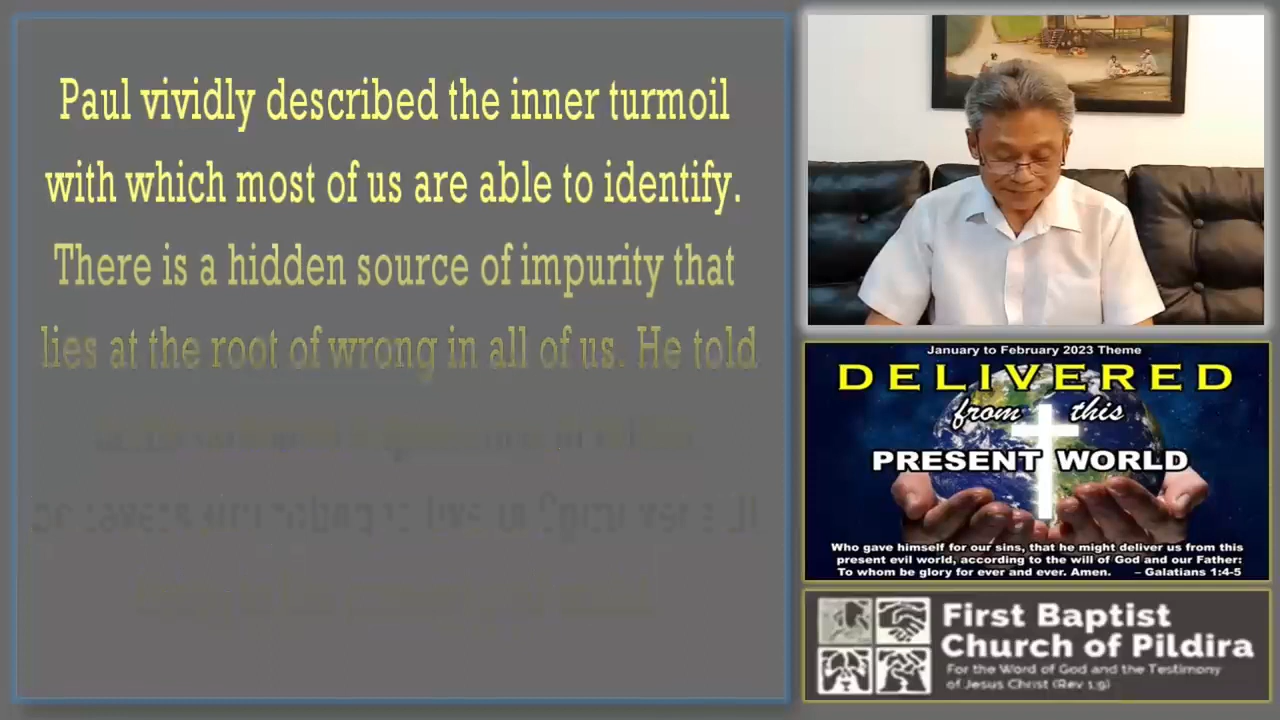 Paul vividly described the inner turmoil
with which most of us are able to identify.
There is a hidden source of impurity that
lies at the root of wrong in all of us. He told
January to February 2023 Theme
DELIVERED
from this
PRESENT WORLD
Who gave himself for our sins, that he might deliver us from this
present evil world, according to the will of God and our Father:
To whom be glory for ever and ever. Amen. – Galatians 1:4-5
First Baptist
Church of Pildira
For the Word of God and the Testimony
of Jesus Christ (Rev 1:9)